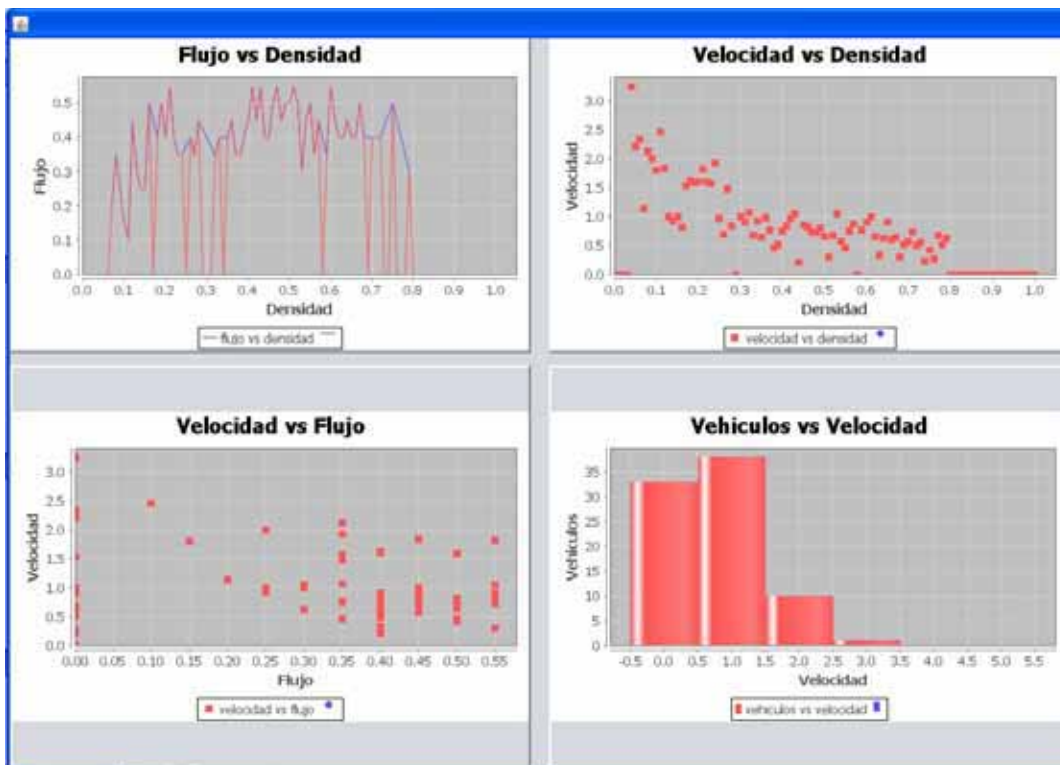 Flujo vs Densidad
Flujo
0.5
0.4
0.3
0.2
0.1
0.0
0.0 0.1 0.2 0.3 0.4 0.5 0.6 0.7 0.8 0.9 1.0
Densidad
flujo vs densidad
Velocidad vs Densidad
Velocidad
3.0
2.5
2.0
1.5
1.0
0.5
0.0
0.0 0.1 0.2 0.3 0.4 0.5 0.6 0.7 0.8 0.9 1.0
Densidad
velocidad vs densidad
Velocidad vs Flujo
Velocidad
3.0
2.5
2.0
1.5
1.0
0.5
0.0
0.00 0.05 0.10 0.15 0.20 0.25 0.30 0.35 0.40 0.45 0.50 0.55
Flujo
velocidad vs flujo
Vehiculos vs Velocidad
Vehiculos
35
30
25
20
15
10
5
0
-0.5 0.0 0.5 1.0 1.5 2.0 2.5 3.0 3.5 4.0 4.5 5.0 5.5
Velocidad
vehiculos vs velocidad